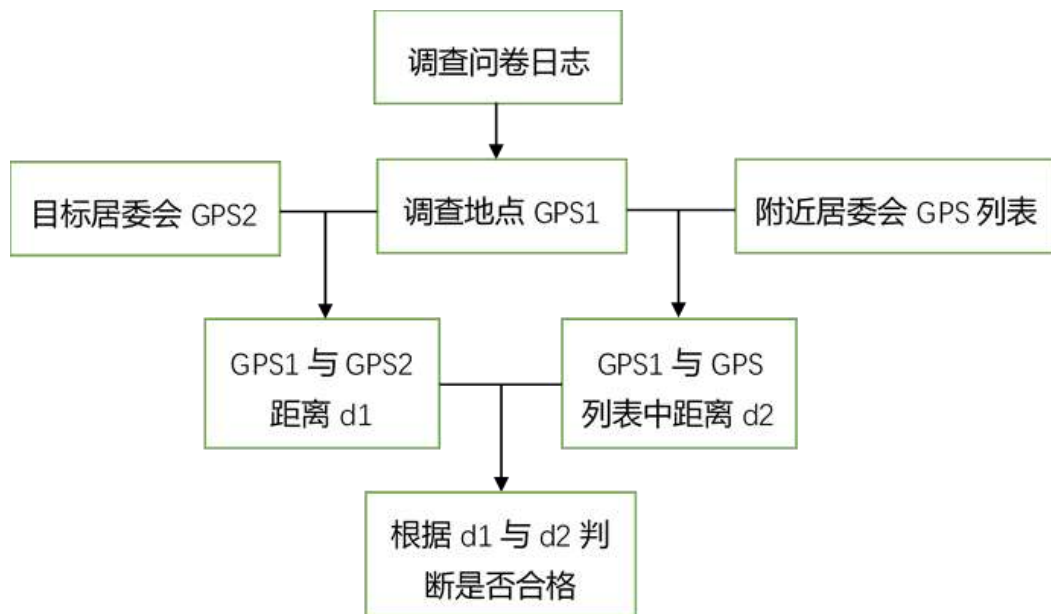 调查问卷日志
目标居委会 GPS2
调查地点 GPS1
附近居委会 GPS 列表
GPS1 与 GPS2
距离 d1
GPS1 与 GPS
列表中距离 d2
根据 d1 与 d2 判
断是否合格